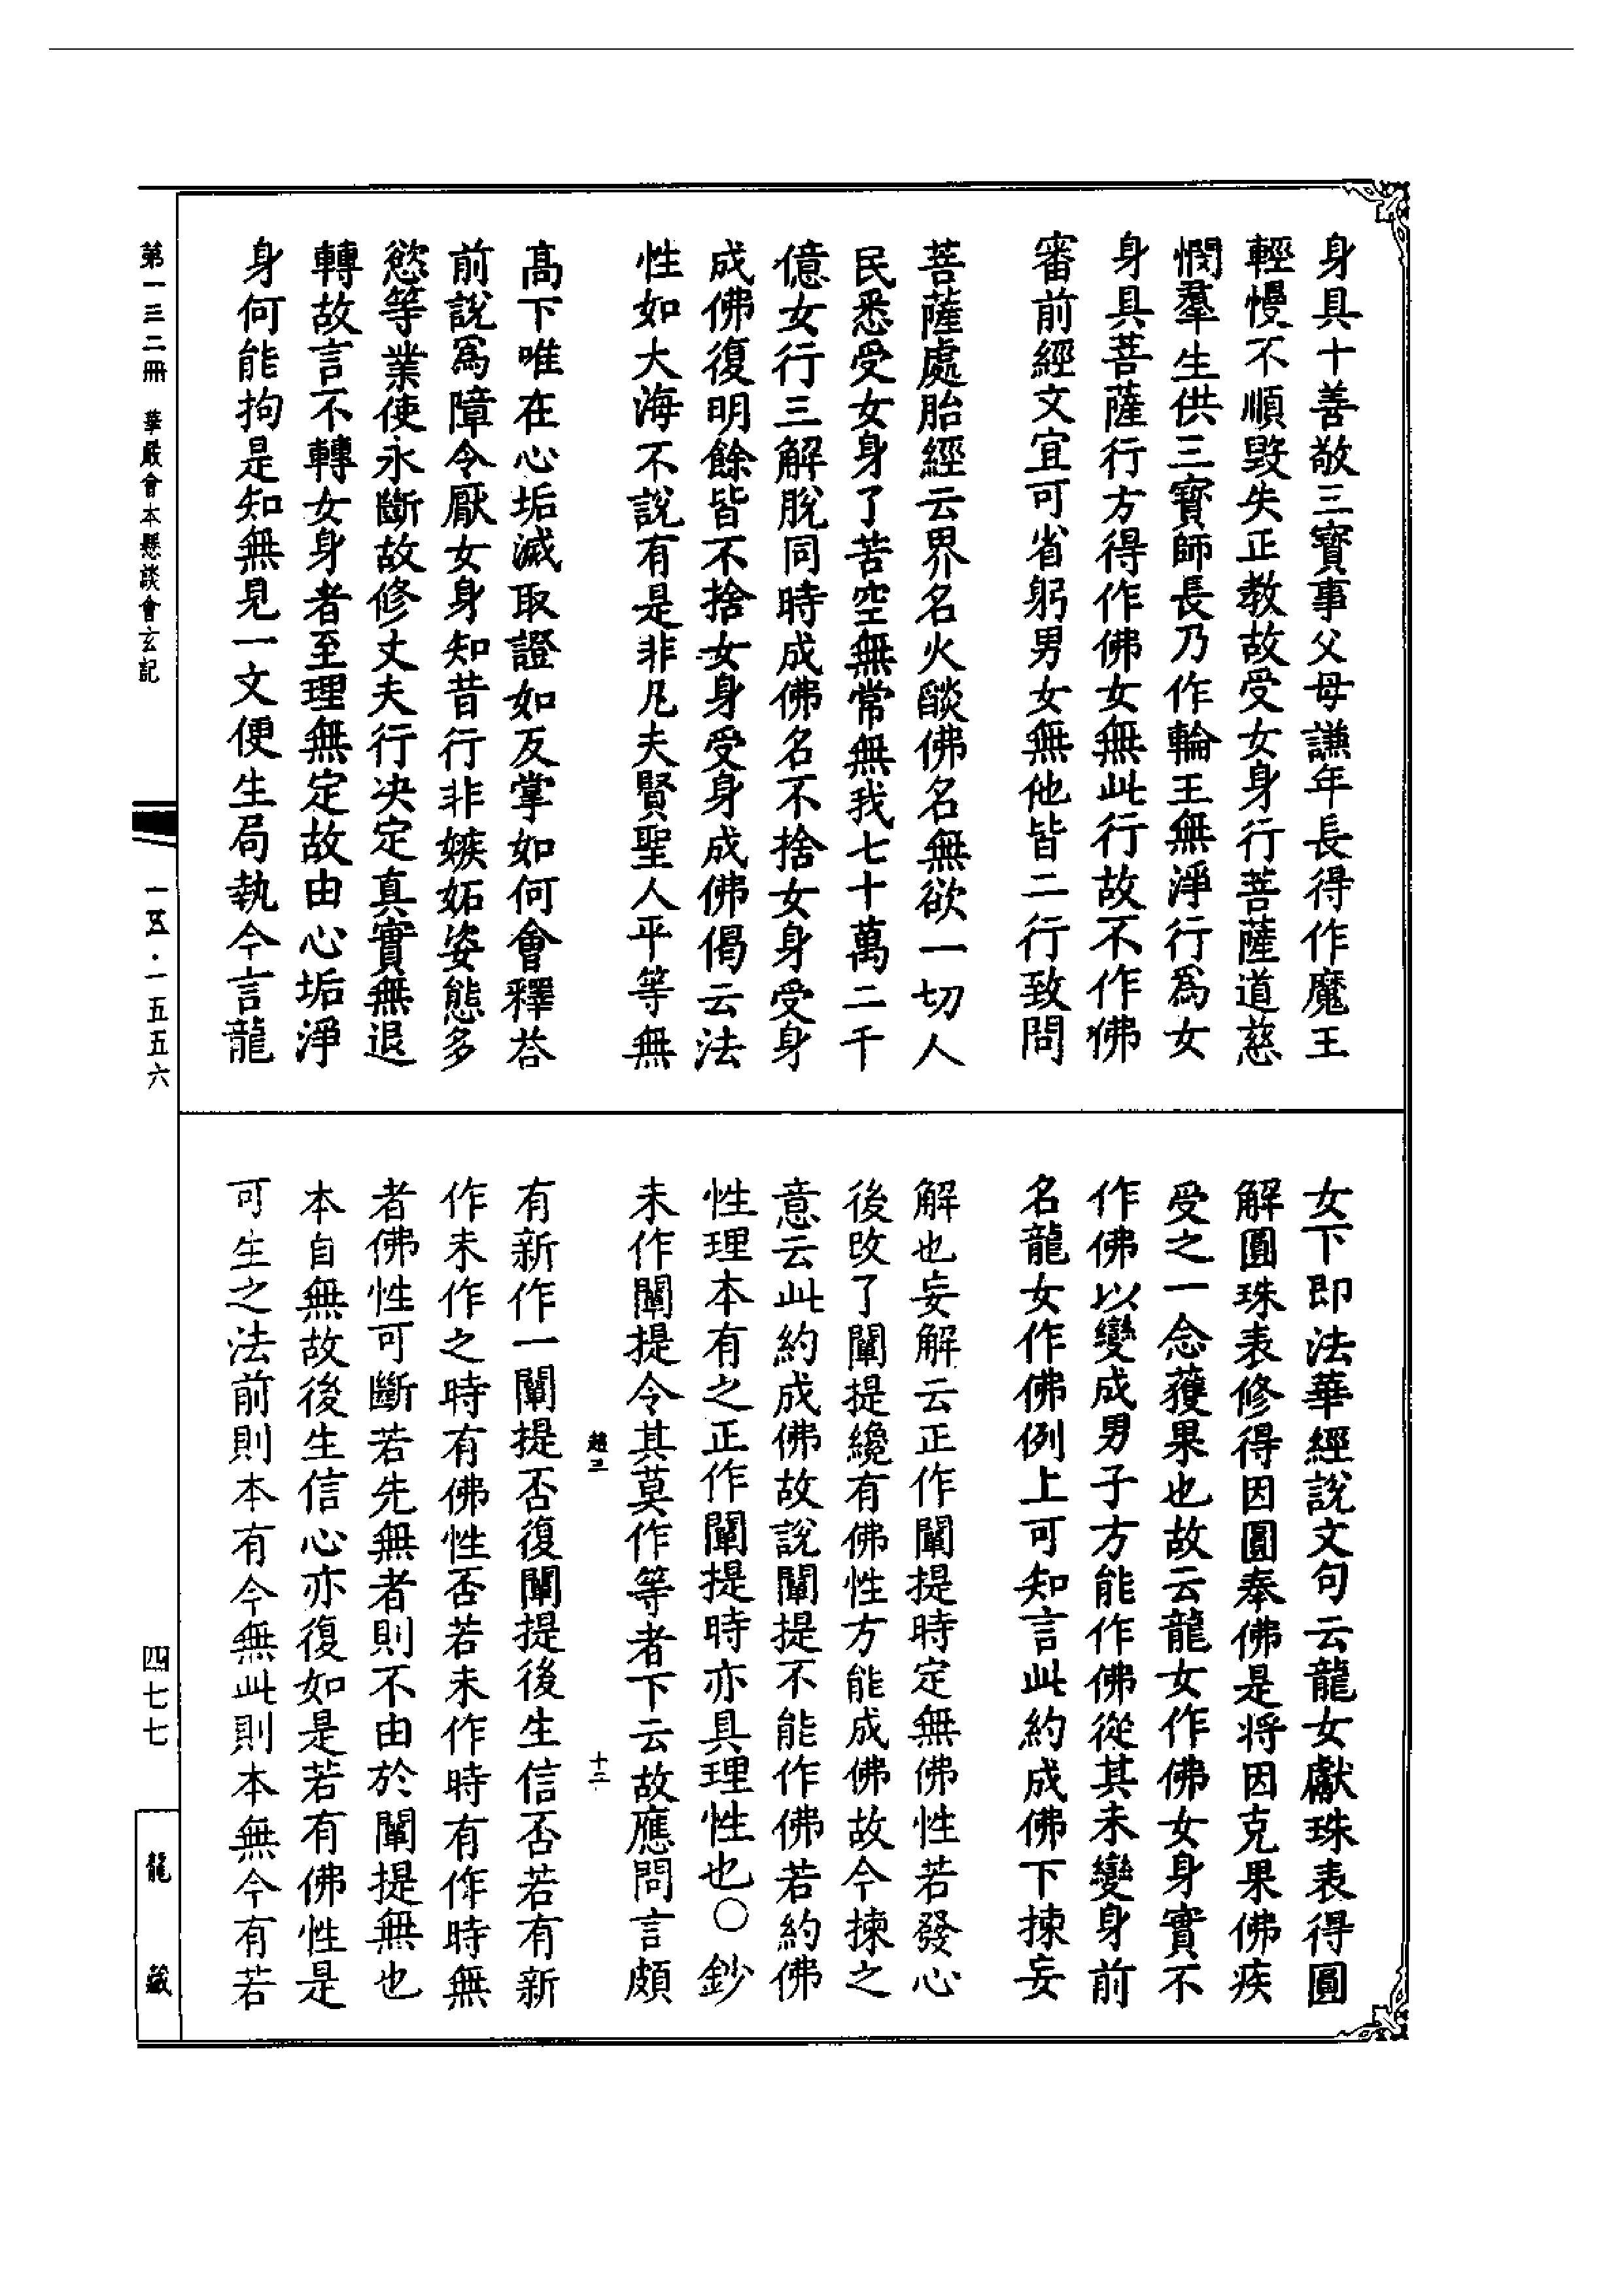 身具十善敬三寳事父母謙年長得作魔王
輕慢不順毀失正教故受女身行菩薩道慈
憫羣生供三寳師長乃作輪王無淨行爲女
身具菩薩行方得作佛女無此行故不作佛
審前經文宜可省躬男女無他皆二行致問
菩薩處胎經云界名火𦦨佛名無欲一切人
民悉受女身了苦空無常無我七十萬二千
億女行三解脫同時成佛名不捨女身受身
成佛復明餘皆不捨女身受身成佛偈云法
性如大海不說有是非凡夫賢聖人平等無
高下唯在心垢滅取證如反掌如何會釋荅
前說爲障令厭女身知昔行非嫉妬姿態多
慾等業使永斷故修丈夫行決定真實無退
轉故言不轉女身者至理無定故由心垢淨
身何能拘是知無見一文便生局執今言龍
女下即法華經說文句云龍女獻珠表得圓
解圓珠表修得因圓奉佛是將因克果佛疾
受之一念獲果也故云龍女作佛女身實不
作佛以變成男子方能作佛從其未變身前
名龍女作佛例上可知言此約成佛下揀妄
解也妄解云正作闡提時定無佛性若發心
後改了闡提纔有佛性方能成佛故今揀之
意云此約成佛故說闡提不能作佛若約佛
性理本有之正作闡提時亦具理性也○鈔
未作闡提令其莫作等者下云故應問言頗
趙三 十二
有新作一闡提否復闡提後生信否若有新
作未作之時有佛性否若未作時有作時無
者佛性可斷若先無者則不由於闡提無也
本自無故後生信心亦復如是若有佛性是
可生之法前則本有今無此則本無今有若
第一三二冊 華嚴會本懸談會玄記
一五五·一五五六
四七七
龍藏